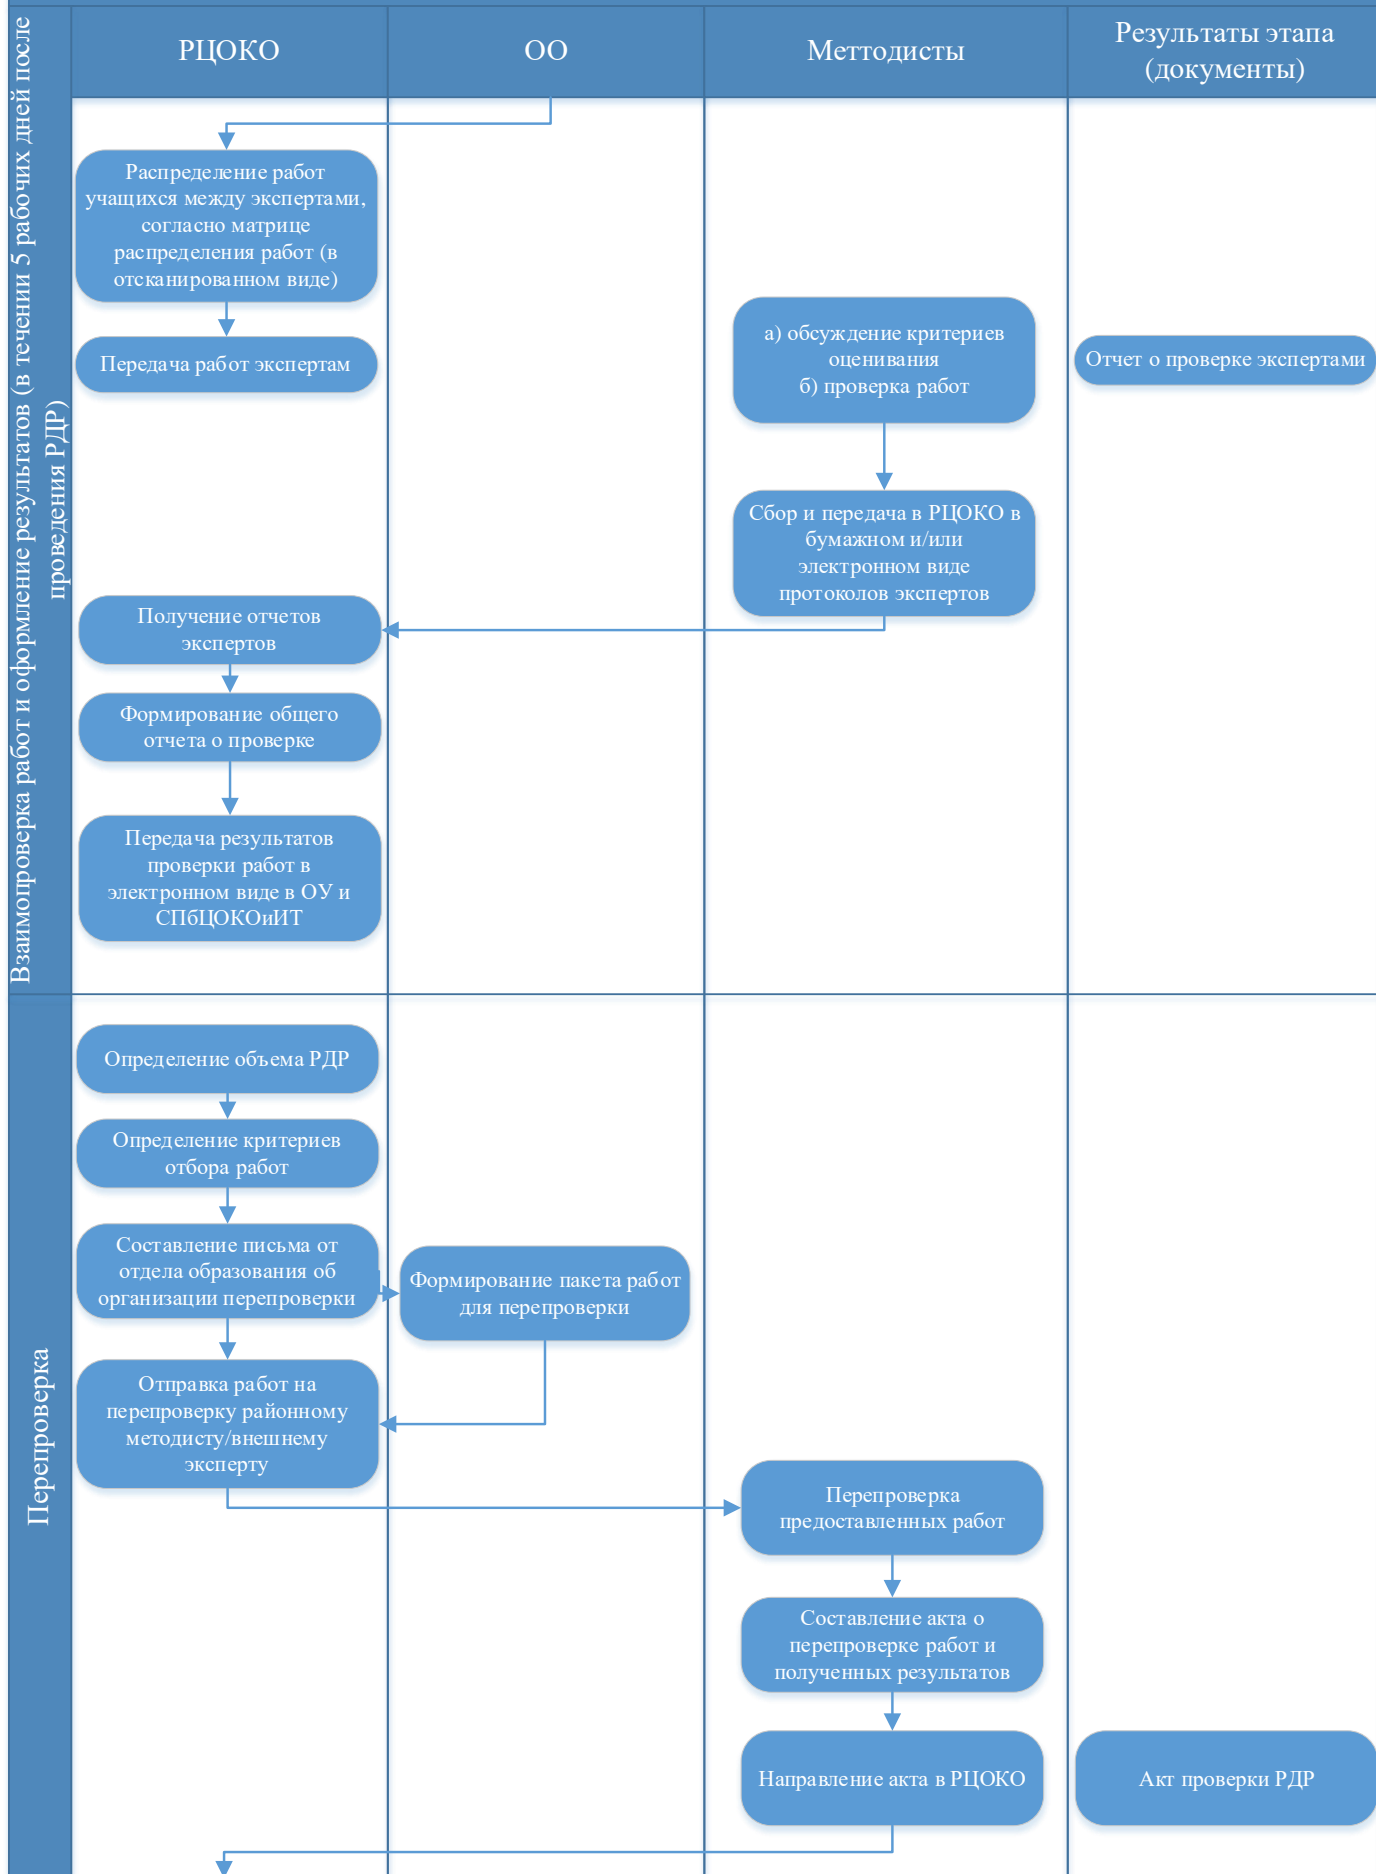 РЦОКО
ОО
Меттодисты
Результаты этапа
(документы)
Взаимопроверка работ и оформление результатов (в течении 5 рабочих дней после
проведения РДР)
Распределение работ
учащихся между экспертами,
согласно матрице
распределения работ (в
отсканированном виде)
Передача работ экспертам
а) обсуждение критериев
оценивания
б) проверка работ
Отчет о проверке экспертами
Сбор и передача в РЦОКО в
бумажном и/или
электронном виде
протоколов экспертов
Получение отчетов
экспертов
Формирование общего
отчета о проверке
Передача результатов
проверки работ в
электронном виде в ОУ и
СПбЦОКОиИТ
Перепроверка
Определение объема РДР
Определение критериев
отбора работ
Составление письма от
отдела образования об
организации перепроверки
Формирование пакета работ
для перепроверки
Отправка работ на
перепроверку районному
методисту/внешнему
эксперту
Перепроверка
предоставленных работ
Составление акта о
перепроверке работ и
полученных результатов
Направление акта в РЦОКО
Акт проверки РДР